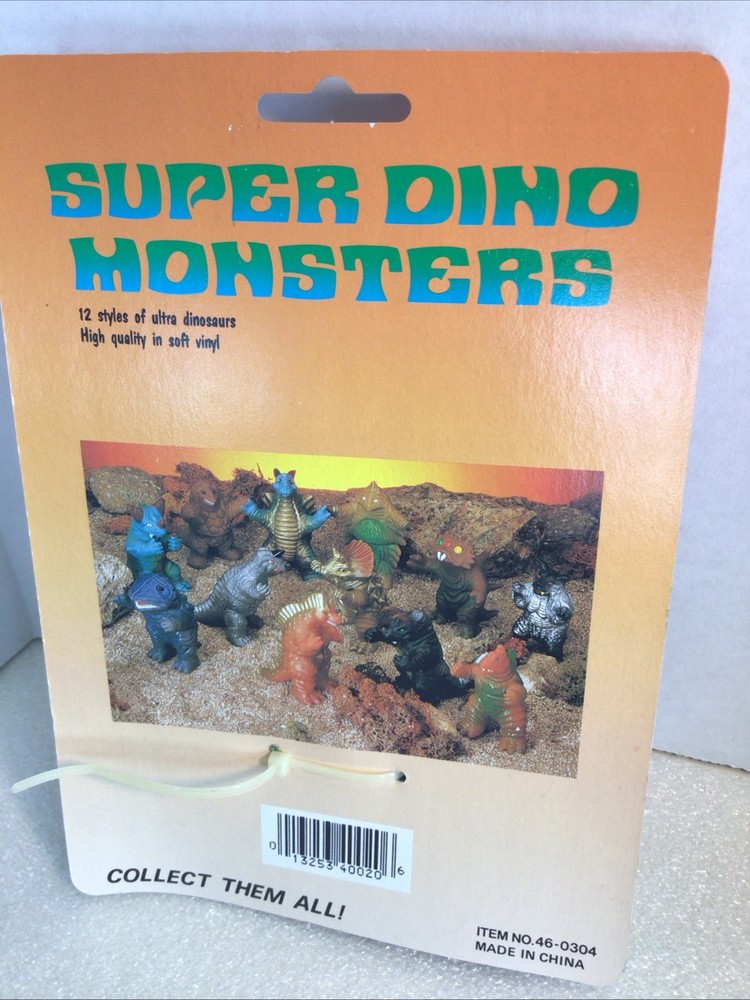 SUPER DINO
MONSTERS
12 styles of ultra dinosaurs
High quality in soft vinyl
0 13253 40020 6
COLLECT THEM ALL!
ITEM NO.46-0304
MADE IN CHINA